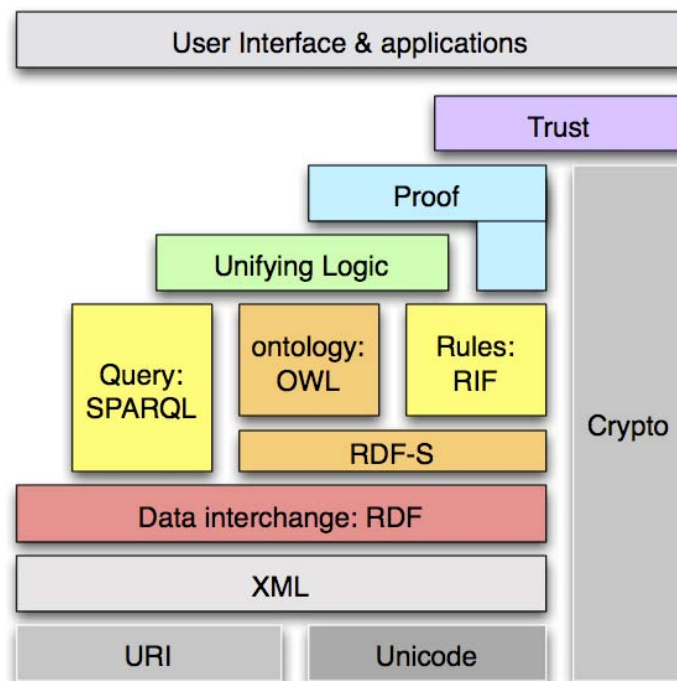 User Interface & applications
Trust
Proof
Unifying Logic
Query:
SPARQL
ontology:
OWL
Rules:
RIF
Crypto
RDF-S
Data interchange: RDF
XML
URI
Unicode